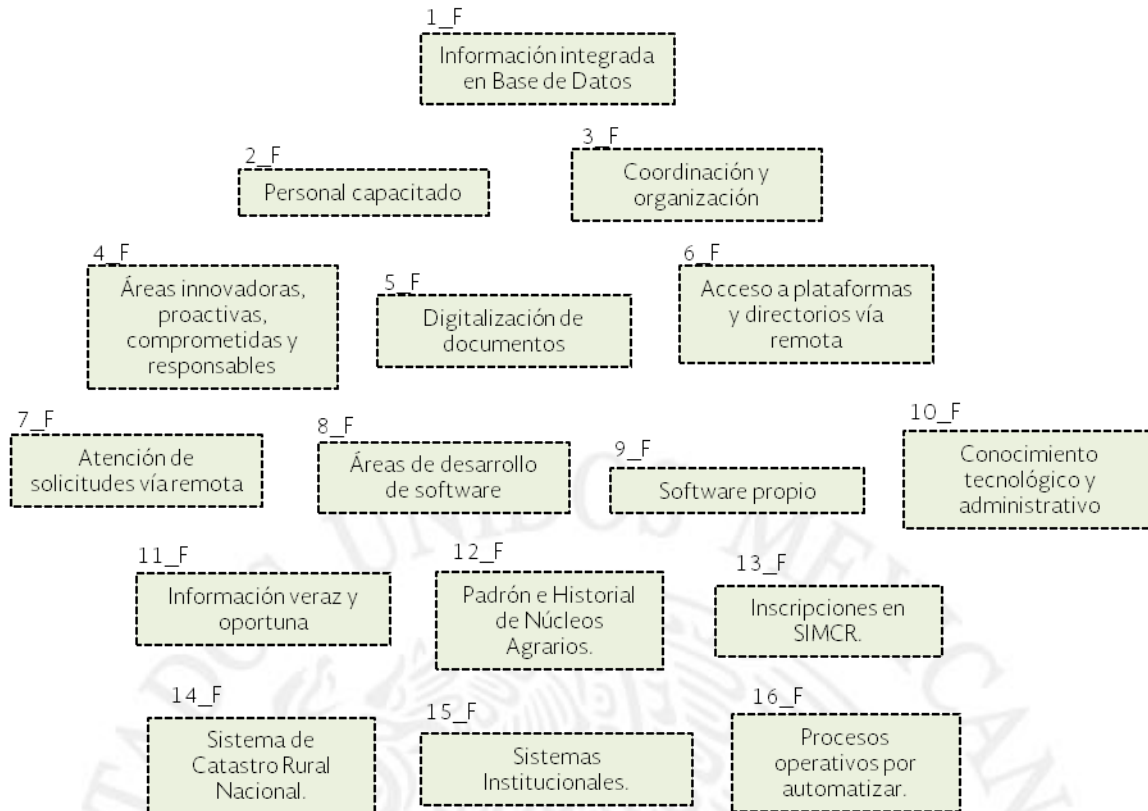 1_F
Información integrada
en Base de Datos
2_F
Personal capacitado
3_F
Coordinación y
organización
4_F
Áreas innovadoras,
proactivas,
comprometidas y
responsables
5_F
Digitalización de
documentos
6_F
Acceso a plataformas
y directorios vía
remota
7_F
Atención de
solicitudes vía remota
8_F
Áreas de desarrollo
de software
9_F
Software propio
10_F
Conocimiento
tecnológico y
administrativo
11_F
Información veraz y
oportuna
12_F
Padrón e Historial
de Núcleos
Agrarios.
13_F
Inscripciones en
SIMCR.
14_F
Sistema de
Catastro Rural
Nacional.
15_F
Sistemas
Institucionales.
16_F
Procesos
operativos por
automatizar.
UNIDOS MEXICAN